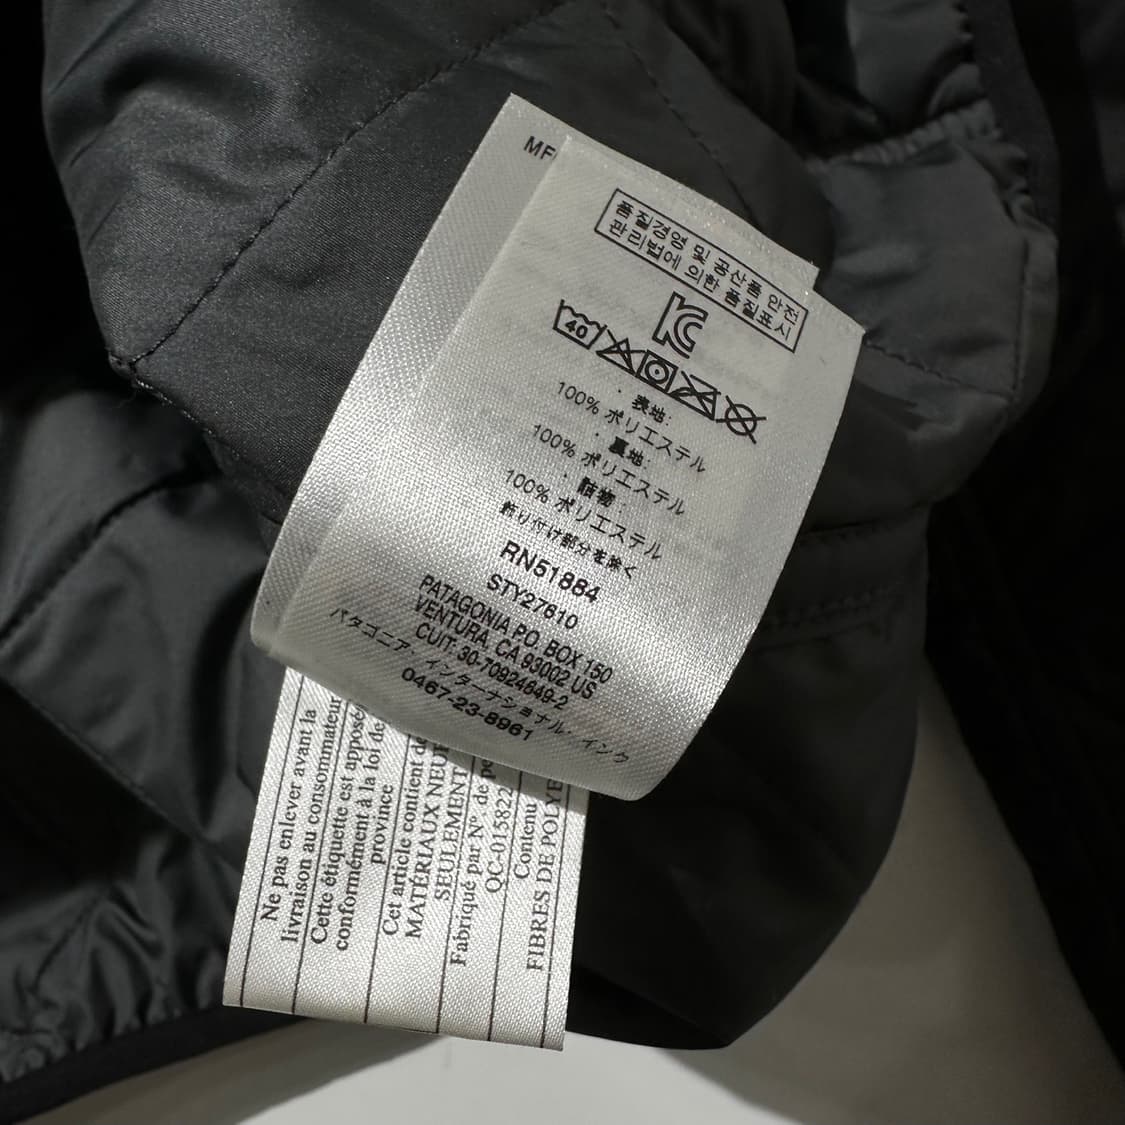 MF
품질경영 및 공산품 안전
관리법에 의한 품질표시
40
・表地:
100% ポリエステル
・裏地:
100% ポリエステル
・詰物:
100% ポリエステル
飾り付け部分を除く
RN51884
STY27610
PATAGONIA P.O. BOX 150
VENTURA, CA 93002 US
CUIT: 30-70924649-2
パタゴニア・インターナショナル・インク
0467-23-8961
Ne pas enlever avant la
livraison au consommateur
Cette étiquette est apposée
conformément à la loi de
province
Cet article contient de
MATÉRIAUX NEUF
SEULEMENT
Fabriqué par N°. de pe
QC-01582
Contenu
FIBRES DE POLYE